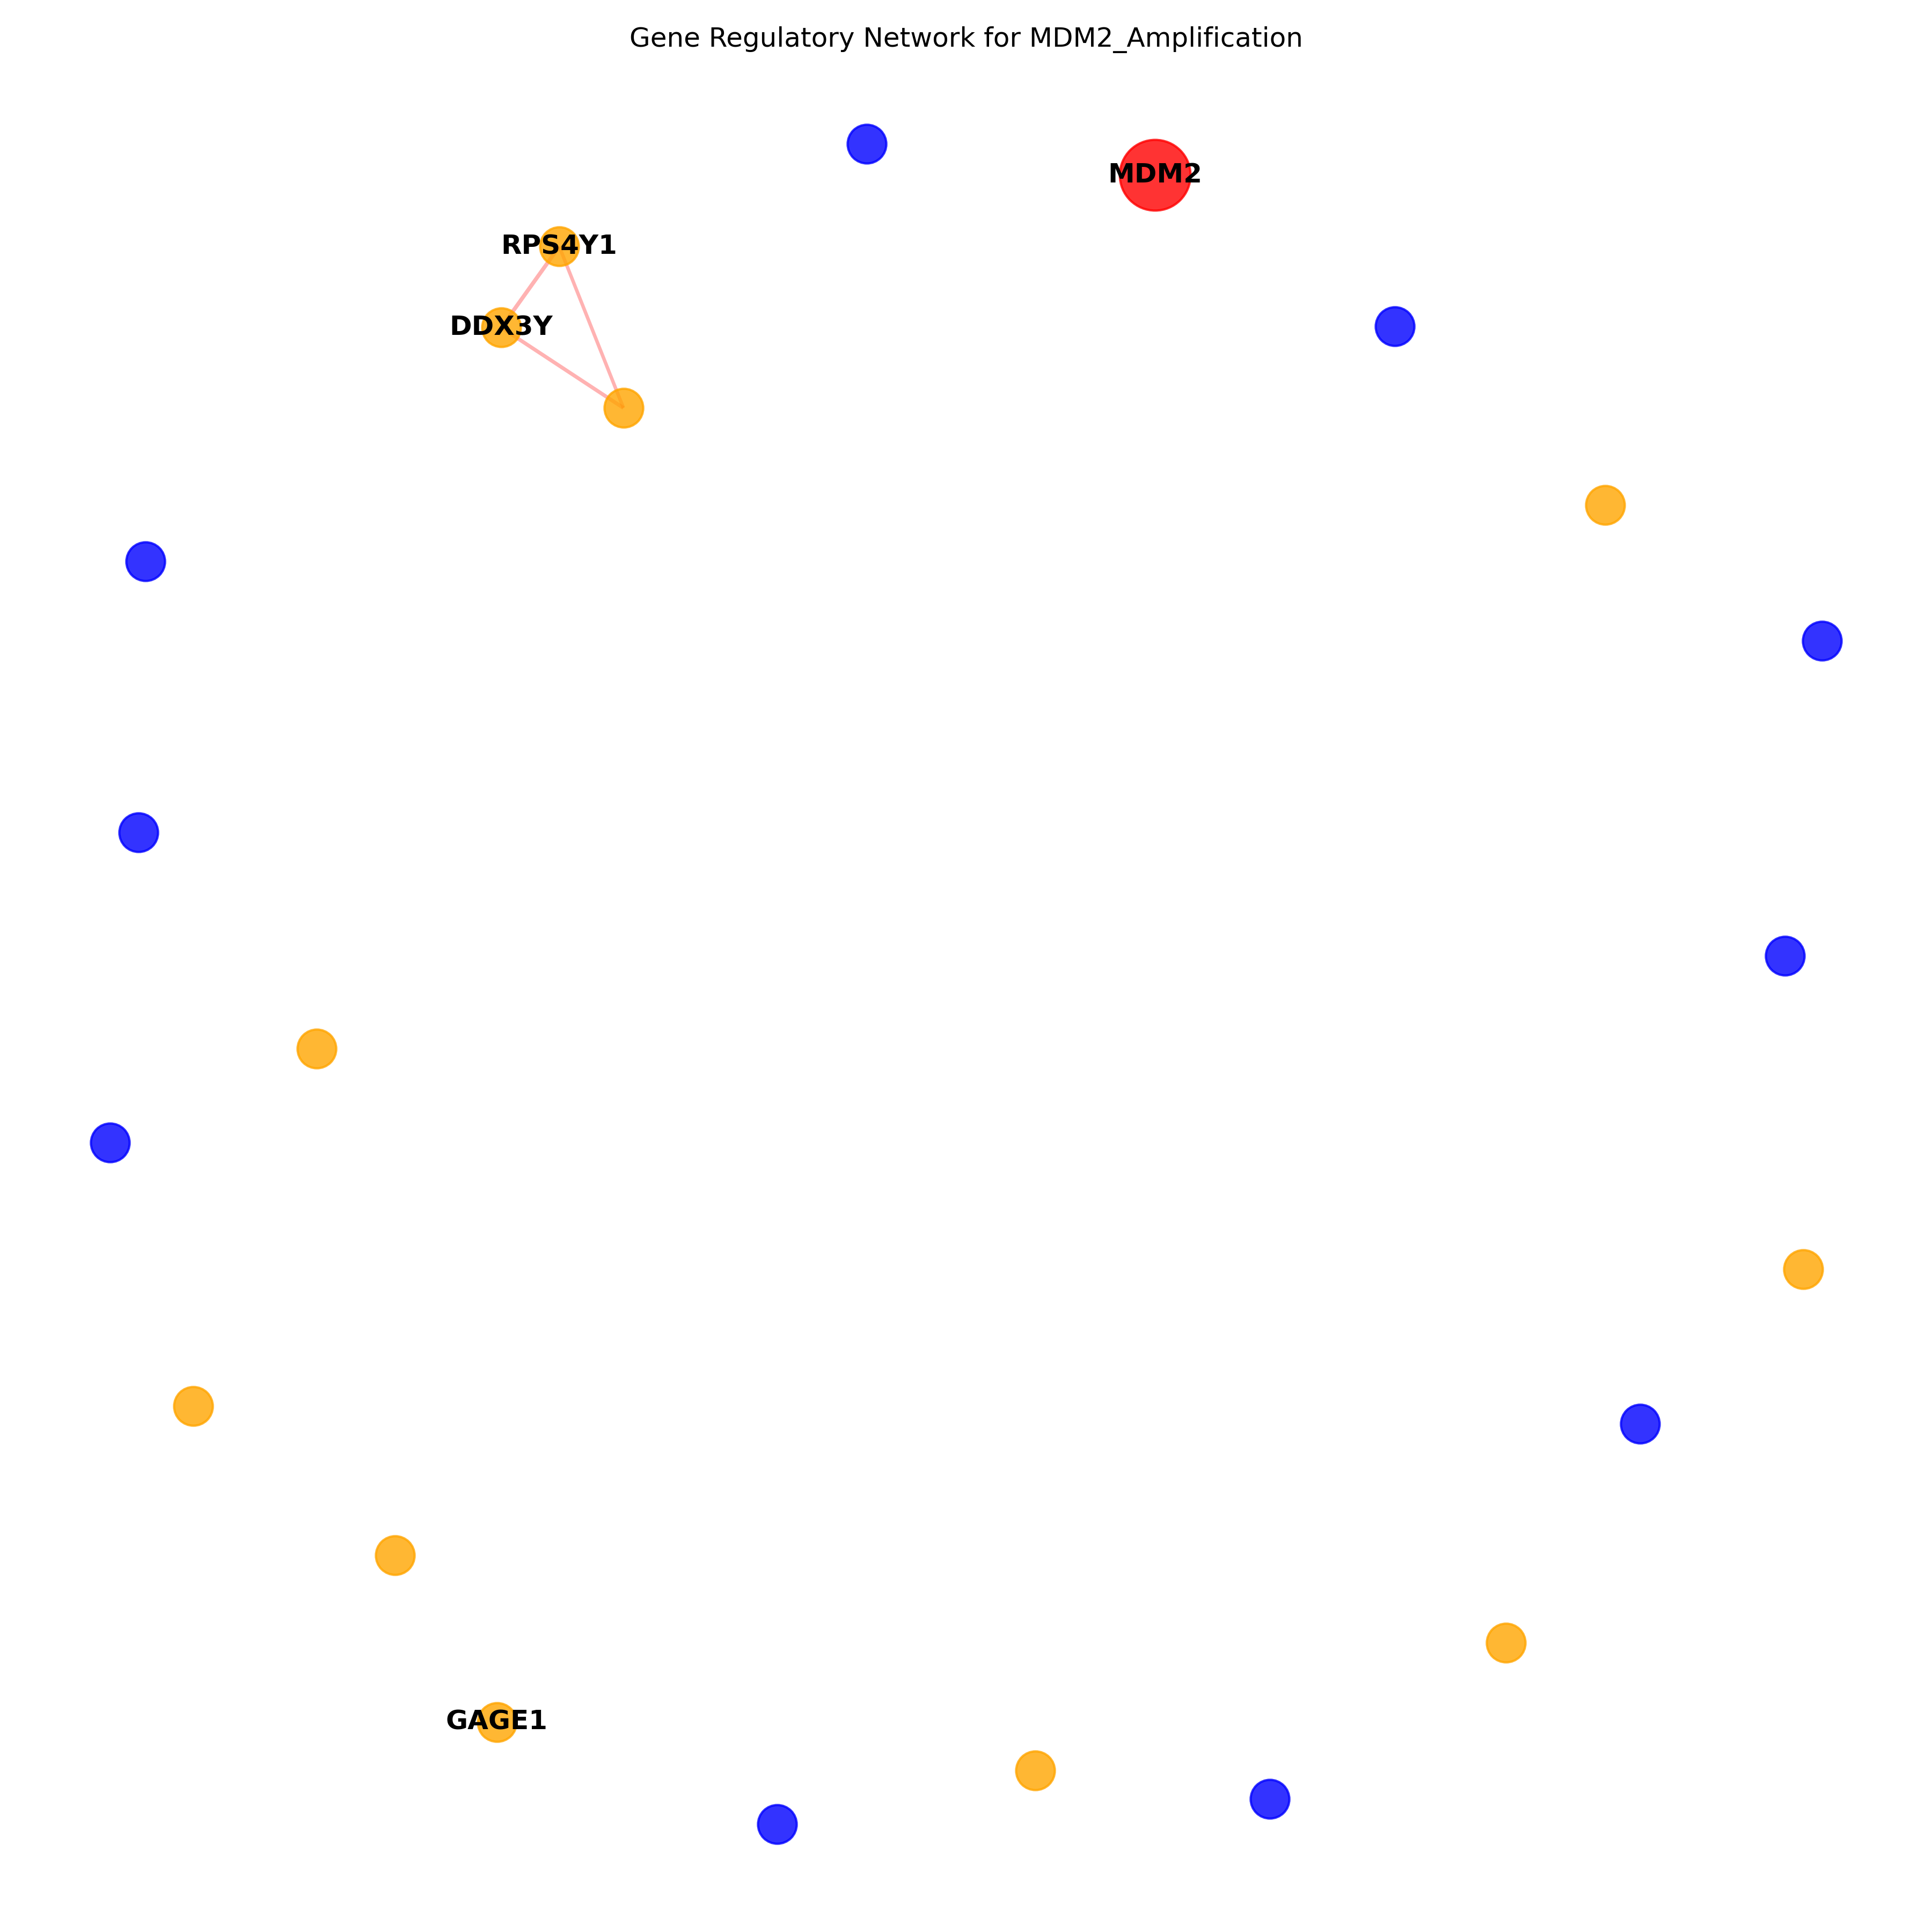 Gene Regulatory Network for MDM2_Amplification
MDM2
RPS4Y1
DDX3Y
GAGE1